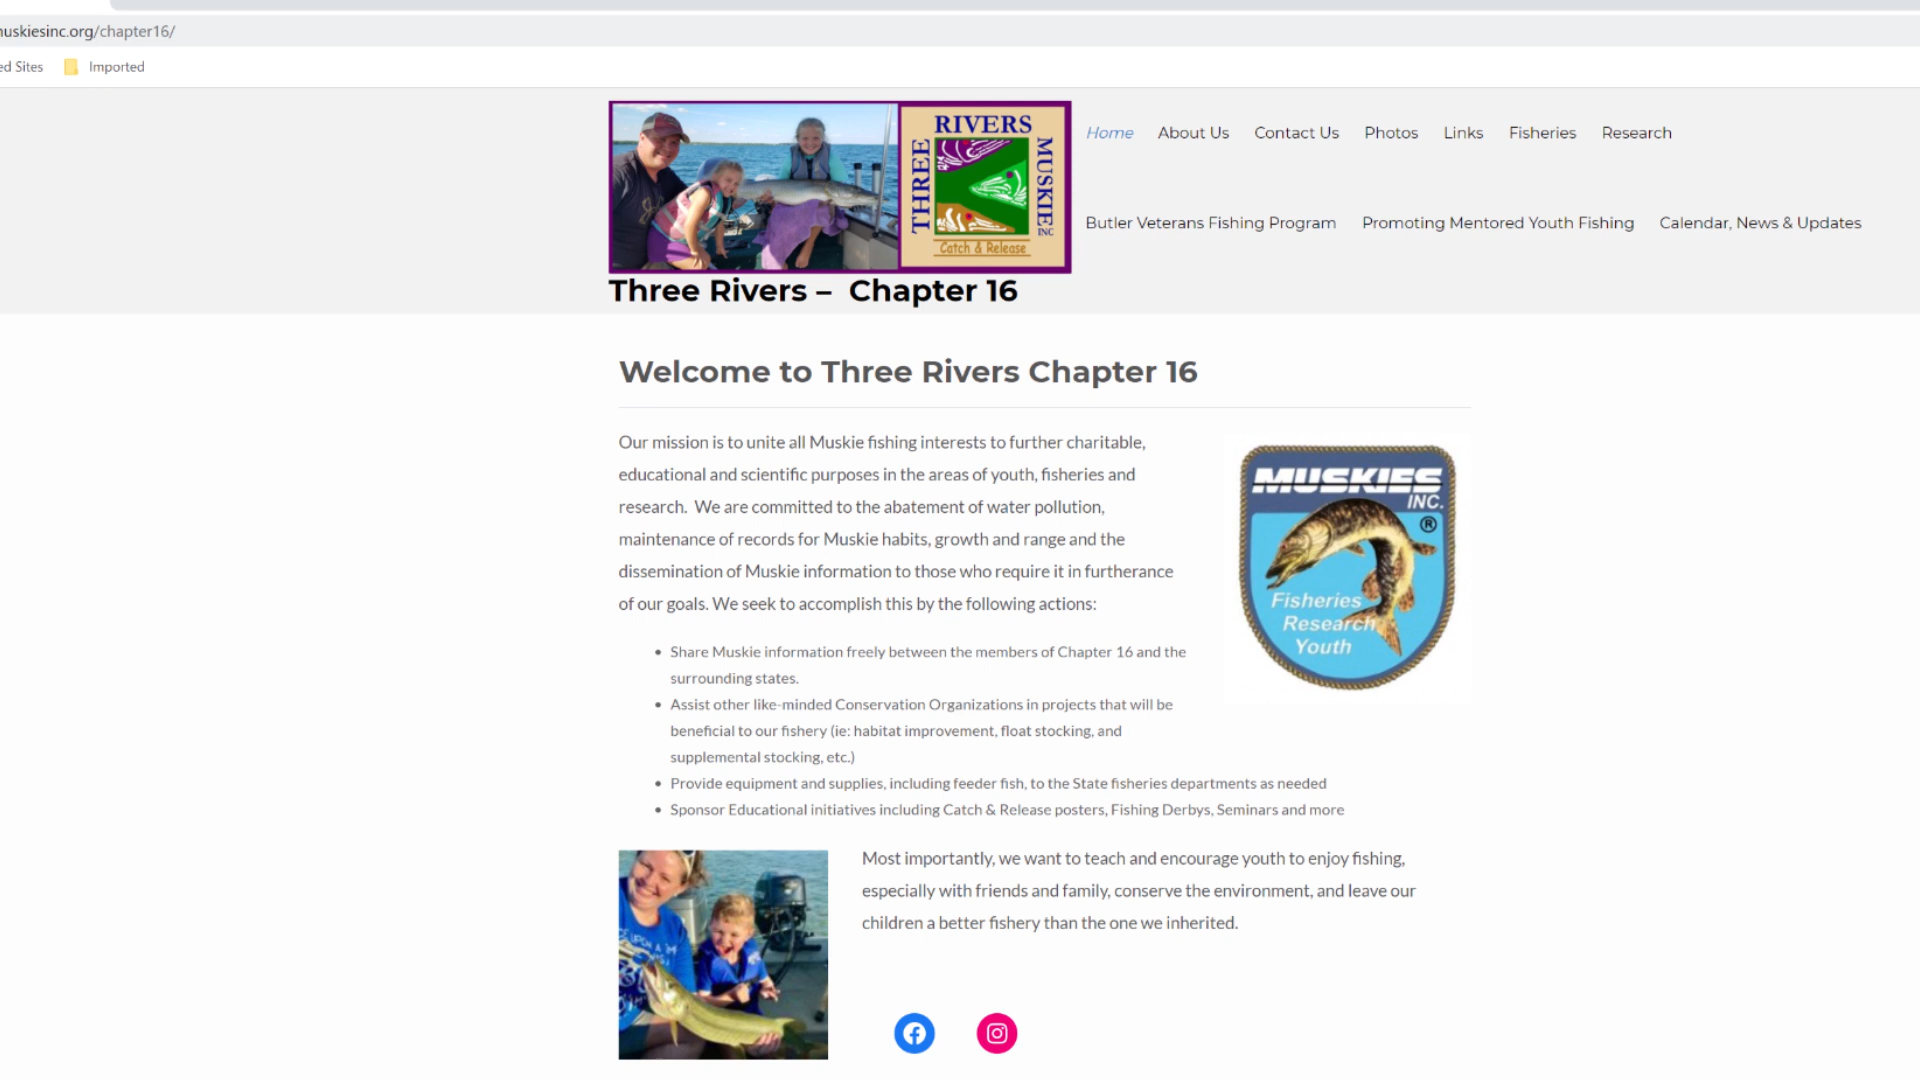 muskiesinc.org/chapter16/
ed Sites Imported
THREE RIVERS MUSKIE INC
Catch & Release
Home About Us Contact Us Photos Links Fisheries Research
Butler Veterans Fishing Program Promoting Mentored Youth Fishing Calendar, News & Updates
Three Rivers – Chapter 16
Welcome to Three Rivers Chapter 16
Our mission is to unite all Muskie fishing interests to further charitable,
educational and scientific purposes in the areas of youth, fisheries and
research. We are committed to the abatement of water pollution,
maintenance of records for Muskie habits, growth and range and the
dissemination of Muskie information to those who require it in furtherance
of our goals. We seek to accomplish this by the following actions:
MUSKIES
INC.
®
Fisheries
Research
Youth
• Share Muskie information freely between the members of Chapter 16 and the
surrounding states.
• Assist other like-minded Conservation Organizations in projects that will be
beneficial to our fishery (ie: habitat improvement, float stocking, and
supplemental stocking, etc.)
• Provide equipment and supplies, including feeder fish, to the State fisheries departments as needed
• Sponsor Educational initiatives including Catch & Release posters, Fishing Derbys, Seminars and more
Most importantly, we want to teach and encourage youth to enjoy fishing,
especially with friends and family, conserve the environment, and leave our
children a better fishery than the one we inherited.